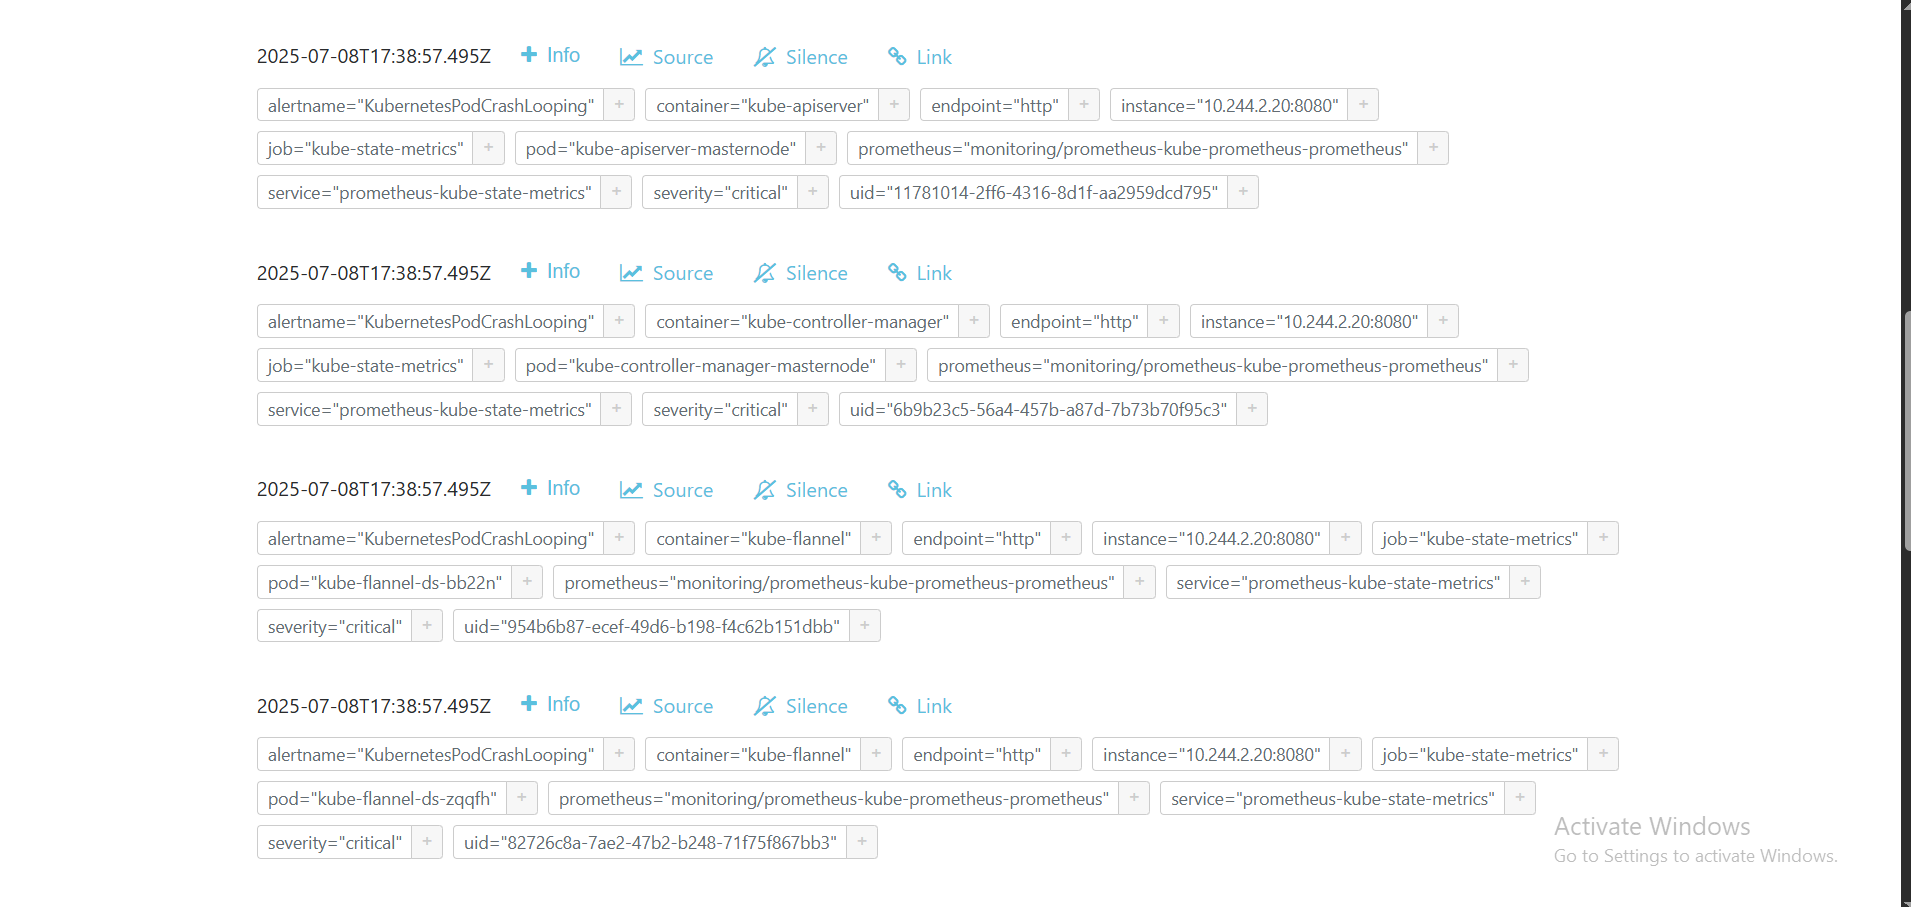 2025-07-08T17:38:57.495Z + Info Source Silence Link
alertname="KubernetesPodCrashLooping" + container="kube-apiserver" + endpoint="http" + instance="10.244.2.20:8080" +
job="kube-state-metrics" + pod="kube-apiserver-masternode" + prometheus="monitoring/prometheus-kube-prometheus-prometheus" +
service="prometheus-kube-state-metrics" + severity="critical" + uid="11781014-2ff6-4316-8d1f-aa2959dcd795" +
2025-07-08T17:38:57.495Z + Info Source Silence Link
alertname="KubernetesPodCrashLooping" + container="kube-controller-manager" + endpoint="http" + instance="10.244.2.20:8080" +
job="kube-state-metrics" + pod="kube-controller-manager-masternode" + prometheus="monitoring/prometheus-kube-prometheus-prometheus" +
service="prometheus-kube-state-metrics" + severity="critical" + uid="6b9b23c5-56a4-457b-a87d-7b73b70f95c3" +
2025-07-08T17:38:57.495Z + Info Source Silence Link
alertname="KubernetesPodCrashLooping" + container="kube-flannel" + endpoint="http" + instance="10.244.2.20:8080" + job="kube-state-metrics" +
pod="kube-flannel-ds-bb22n" + prometheus="monitoring/prometheus-kube-prometheus-prometheus" + service="prometheus-kube-state-metrics" +
severity="critical" + uid="954b6b87-ecef-49d6-b198-f4c62b151dbb" +
2025-07-08T17:38:57.495Z + Info Source Silence Link
alertname="KubernetesPodCrashLooping" + container="kube-flannel" + endpoint="http" + instance="10.244.2.20:8080" + job="kube-state-metrics" +
pod="kube-flannel-ds-zqqfh" + prometheus="monitoring/prometheus-kube-prometheus-prometheus" + service="prometheus-kube-state-metrics" +
severity="critical" + uid="82726c8a-7ae2-47b2-b248-71f75f867bb3" +
Activate Windows
Go to Settings to activate Windows.